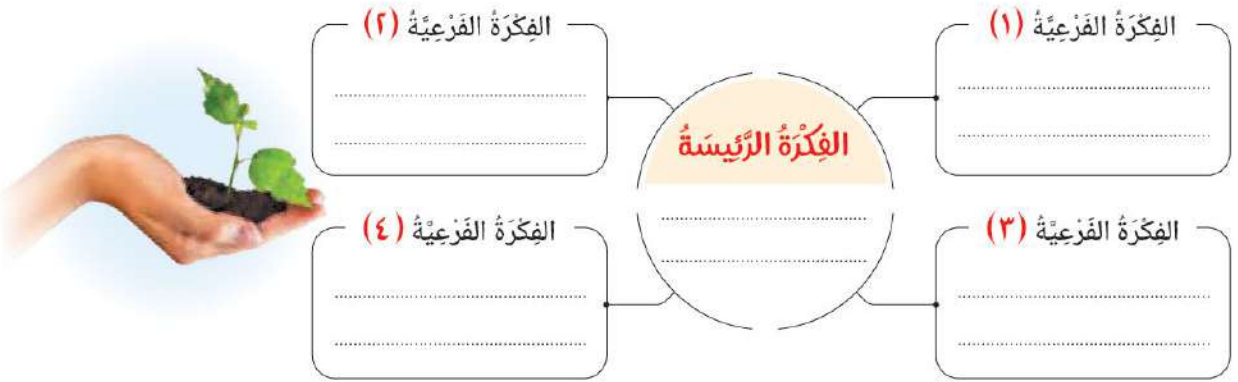 الفِكْرَةُ الفَرْعِيَّةُ (١)
الفِكْرَةُ الفَرْعِيَّةُ (٢)
الفِكْرَةُ الرَّئِيسَةُ
الفِكْرَةُ الفَرْعِيَّةُ (٣)
الفِكْرَةُ الفَرْعِيَّةُ (٤)